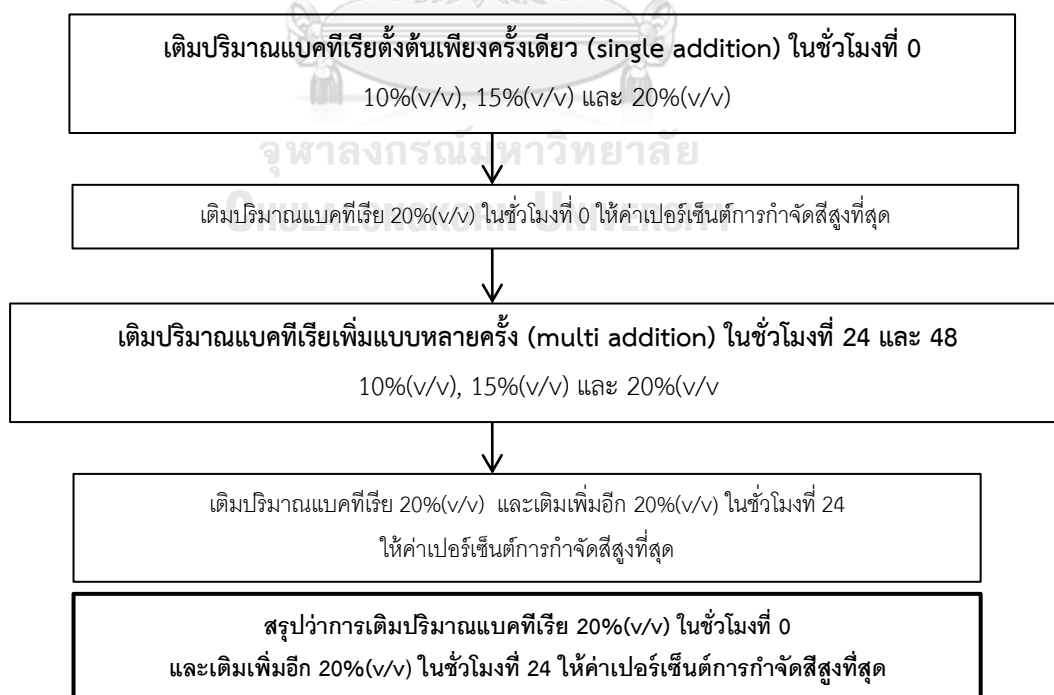 เติมปริมาณแบคทีเรียตั้งต้นเพียงครั้งเดียว (single addition) ในชั่วโมงที่ 0
10%(v/v), 15%(v/v) และ 20%(v/v)
จุฬาลงกรณ์มหาวิทยาลัย
เติมปริมาณแบคทีเรีย 20%(v/v) ในชั่วโมงที่ 0 ให้ค่าเปอร์เซ็นต์การกำจัดสีสูงที่สุด
CHULALONGKORN UNIVERSITY
เติมปริมาณแบคทีเรียเพิ่มแบบหลายครั้ง (multi addition) ในชั่วโมงที่ 24 และ 48
10%(v/v), 15%(v/v) และ 20%(v/v
เติมปริมาณแบคทีเรีย 20%(v/v) และเติมเพิ่มอีก 20%(v/v) ในชั่วโมงที่ 24
ให้ค่าเปอร์เซ็นต์การกำจัดสีสูงที่สุด
สรุปว่าการเติมปริมาณแบคทีเรีย 20%(v/v) ในชั่วโมงที่ 0
และเติมเพิ่มอีก 20%(v/v) ในชั่วโมงที่ 24 ให้ค่าเปอร์เซ็นต์การกำจัดสีสูงที่สุด